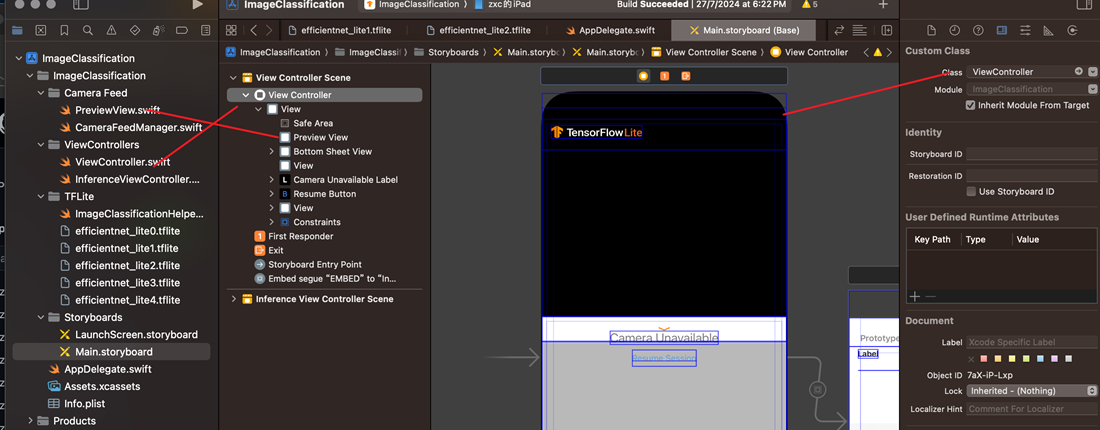 ImageClassification
ImageClassification
zxc的iPad
Build Succeeded | 27/7/2024 at 6:22 PM
5
efficientnet_lite1.tflite
efficientnet_lite2.tflite
AppDelegate.swift
Main.storyboard (Base)
ImageClassification
ImageClassifi
Storyboards
Main.storybo
Main.storybo
View Controller Scene
View Controller
ImageClassification
ImageClassification
Camera Feed
PreviewView.swift
CameraFeedManager.swift
ViewControllers
ViewController.swift
InferenceViewController....
TFLite
ImageClassificationHelpe...
efficientnet_lite0.tflite
efficientnet_lite1.tflite
efficientnet_lite2.tflite
efficientnet_lite3.tflite
efficientnet_lite4.tflite
Storyboards
LaunchScreen.storyboard
Main.storyboard
AppDelegate.swift
Assets.xcassets
Info.plist
Products
View Controller Scene
View Controller
View
Safe Area
Preview View
Bottom Sheet View
View
L Camera Unavailable Label
B Resume Button
View
Constraints
1 First Responder
Exit
Storyboard Entry Point
Embed segue “EMBED” to “In...
Inference View Controller Scene
1
TensorFlow Lite
Camera Unavailable
Resume Session
Prototype
Label
Custom Class
Class ViewController
Module ImageClassification
Inherit Module From Target
Identity
Storyboard ID
Restoration ID
Use Storyboard ID
User Defined Runtime Attributes
Key Path Type Value
Document
Label Xcode Specific Label
Object ID 7aX-iP-Lxp
Lock Inherited - (Nothing)
Localizer Hint Comment For Localizer